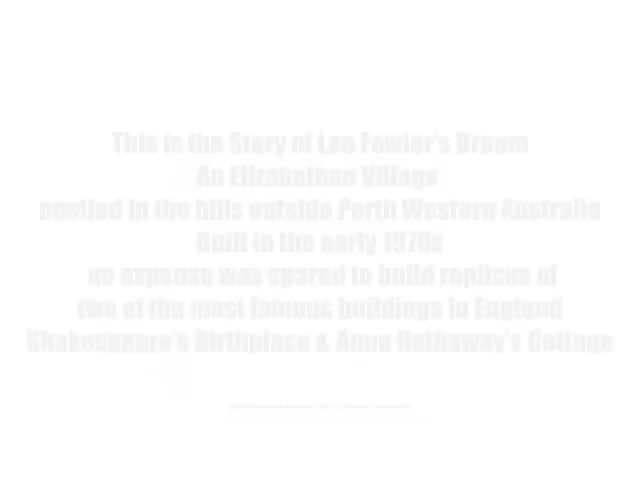 This is the Story of Lee Fowler's Dream
An Elizabethan Village
nestled in the hills outside Perth Western Australia
Built in the early 1970s
no expense was spared to build replicas of
two of the most famous buildings in England
Shakespeare's Birthplace & Anne Hathaway's Cottage